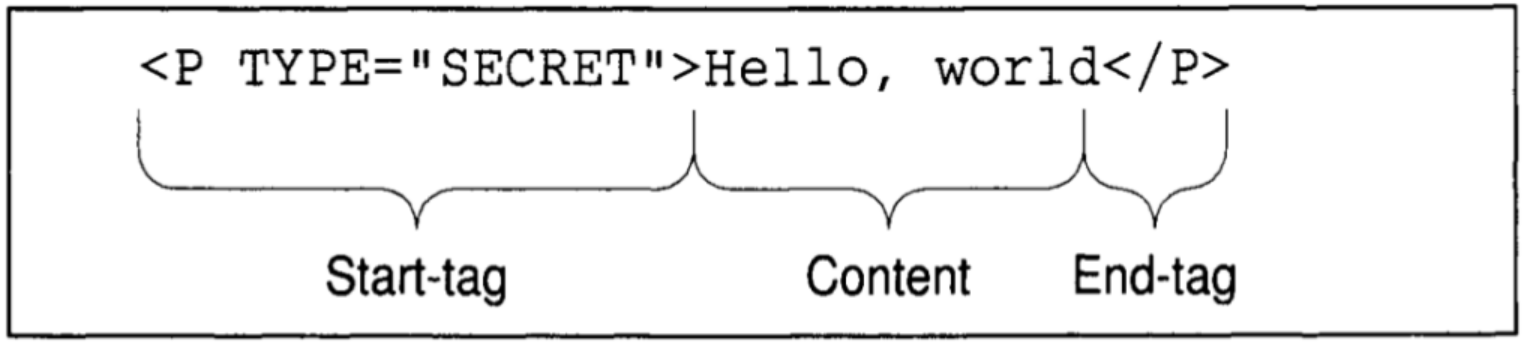 <P TYPE="SECRET">Hello, world</P>
Start-tag Content End-tag